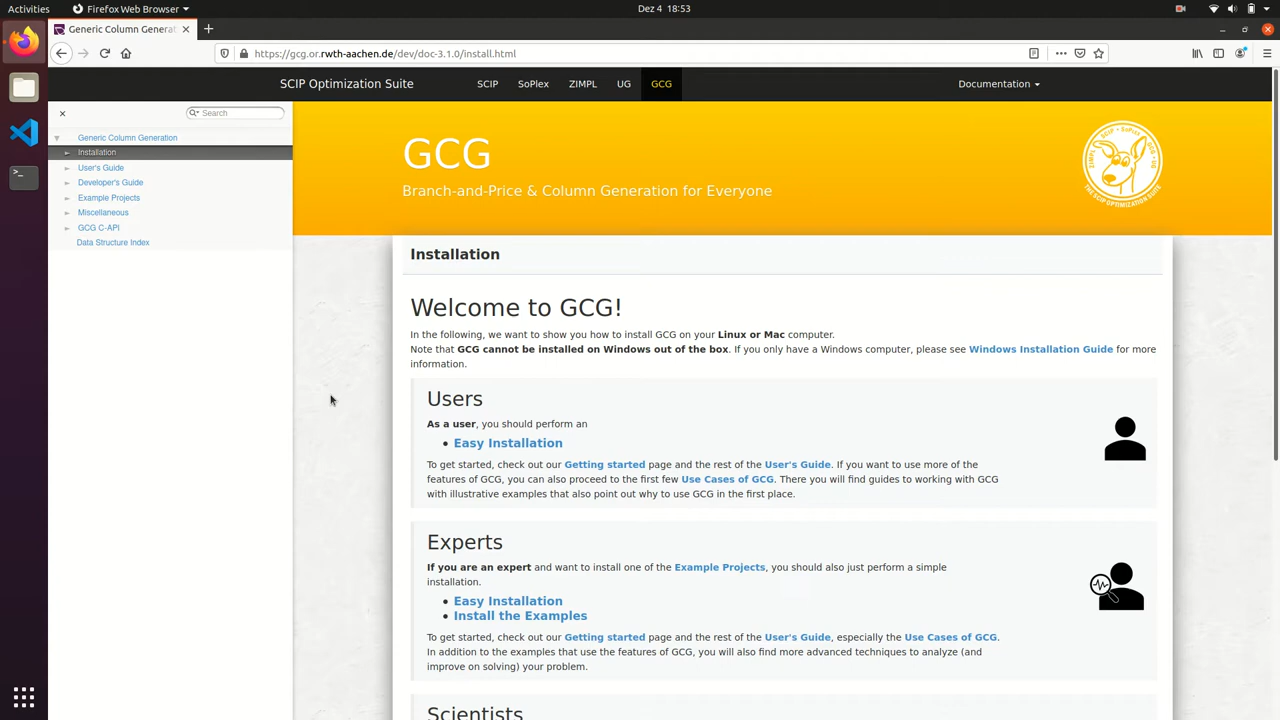 Activities
Firefox Web Browser
Dez 4 18:53
Generic Column Generat
https://gcg.or.rwth-aachen.de/dev/doc-3.1.0/install.html
SCIP Optimization Suite
SCIP
SoPlex
ZIMPL
UG
GCG
Documentation
Search
Generic Column Generation
Installation
User's Guide
Developer's Guide
Example Projects
Miscellaneous
GCG C-API
Data Structure Index
GCG
Branch-and-Price & Column Generation for Everyone
ZIMPL • SCIP • SoPlex • GCG • UG
THE SCIP OPTIMIZATION SUITE
Installation
Welcome to GCG!
In the following, we want to show you how to install GCG on your Linux or Mac computer.
Note that GCG cannot be installed on Windows out of the box. If you only have a Windows computer, please see Windows Installation Guide for more
information.
Users
As a user, you should perform an
• Easy Installation
To get started, check out our Getting started page and the rest of the User's Guide. If you want to use more of the
features of GCG, you can also proceed to the first few Use Cases of GCG. There you will find guides to working with GCG
with illustrative examples that also point out why to use GCG in the first place.
Experts
If you are an expert and want to install one of the Example Projects, you should also just perform a simple
installation.
• Easy Installation
• Install the Examples
To get started, check out our Getting started page and the rest of the User's Guide, especially the Use Cases of GCG.
In addition to the examples that use the features of GCG, you will also find more advanced techniques to analyze (and
improve on solving) your problem.
Scientists